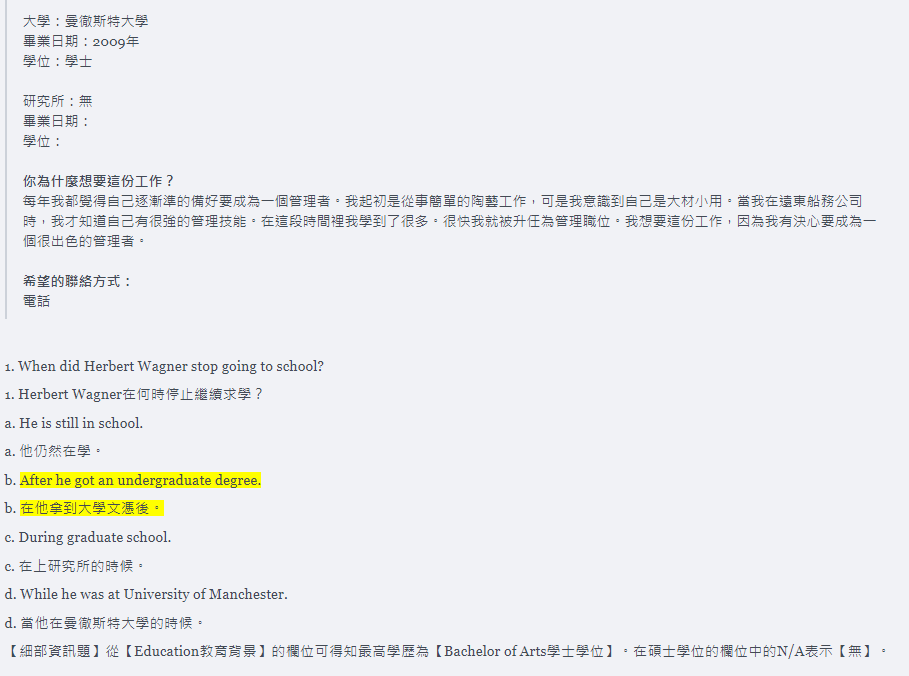 大學：曼徹斯特大學
畢業日期：2009年
學位：學士
研究所：無
畢業日期：
學位：
你為什麼想要這份工作？
每年我都覺得自己逐漸準的備好要成為一個管理者。我起初是從事簡單的陶藝工作，可是我意識到自己是大材小用。當我在遠東船務公司
時，我才知道自己有很強的管理技能。在這段時間裡我學到了很多。很快我就被升任為管理職位。我想要這份工作，因為我有決心要成為一
個很出色的管理者。
希望的聯絡方式：
電話
1. When did Herbert Wagner stop going to school?
1. Herbert Wagner在何時停止繼續求學？
a. He is still in school.
a. 他仍然在學。
b. After he got an undergraduate degree.
b. 在他拿到大學文憑後。
c. During graduate school.
c. 在上研究所的時候。
d. While he was at University of Manchester.
d. 當他在曼徹斯特大學的時候。
【細部資訊題】從【Education教育背景】的欄位可得知最高學歷為【Bachelor of Arts學士學位】。在碩士學位的欄位中的N/A表示【無】。